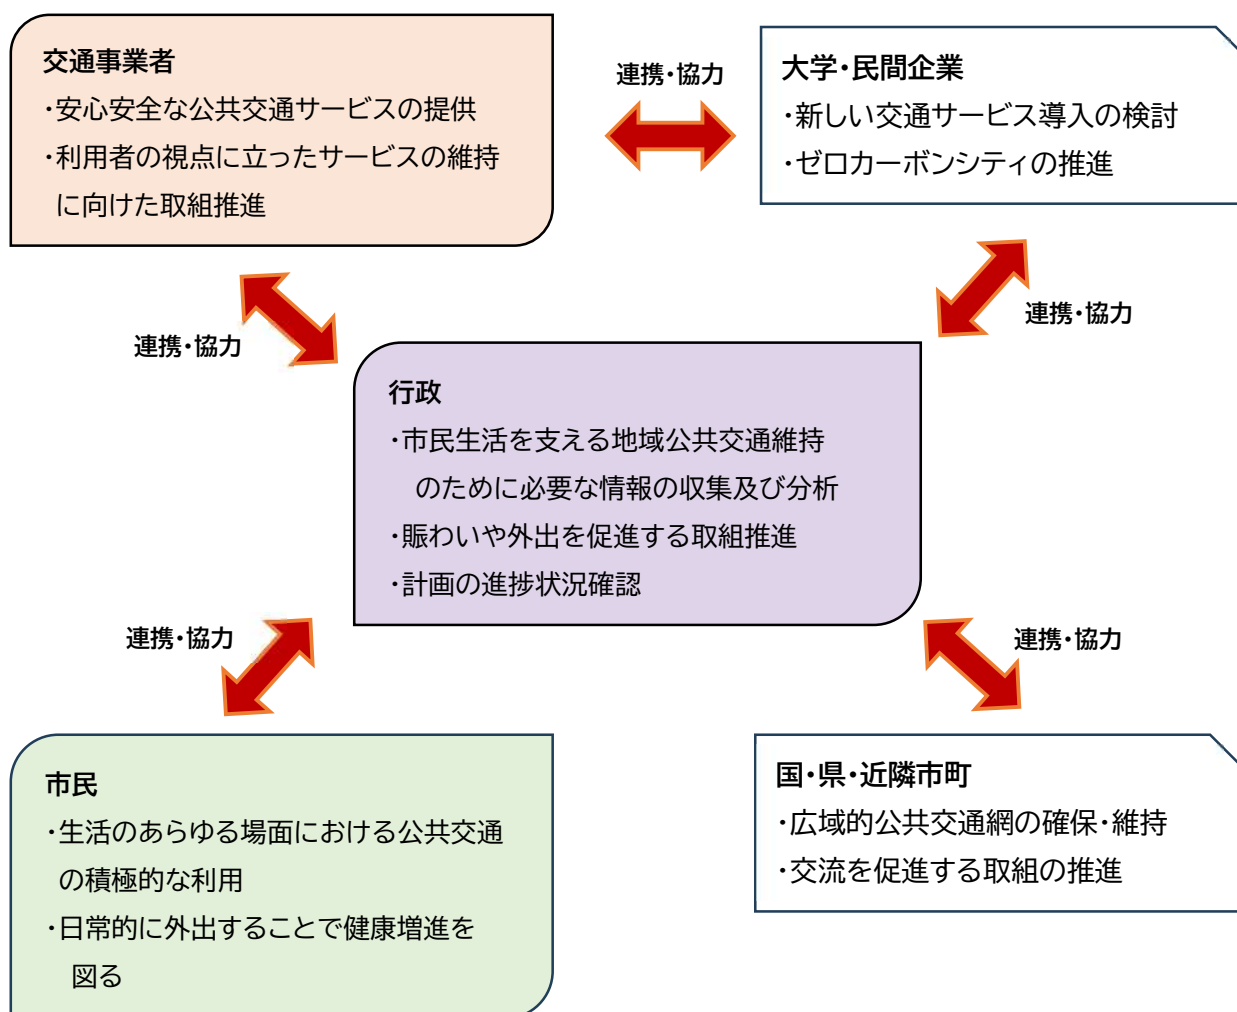 交通事業者
・安心安全な公共交通サービスの提供
・利用者の視点に立ったサービスの維持
に向けた取組推進
連携・協力
大学・民間企業
・新しい交通サービス導入の検討
・ゼロカーボンシティの推進
連携・協力
連携・協力
行政
・市民生活を支える地域公共交通維持
のために必要な情報の収集及び分析
・賑わいや外出を促進する取組推進
・計画の進捗状況確認
連携・協力
連携・協力
市民
・生活のあらゆる場面における公共交通
の積極的な利用
・日常的に外出することで健康増進を
図る
国・県・近隣市町
・広域的公共交通網の確保・維持
・交流を促進する取組の推進